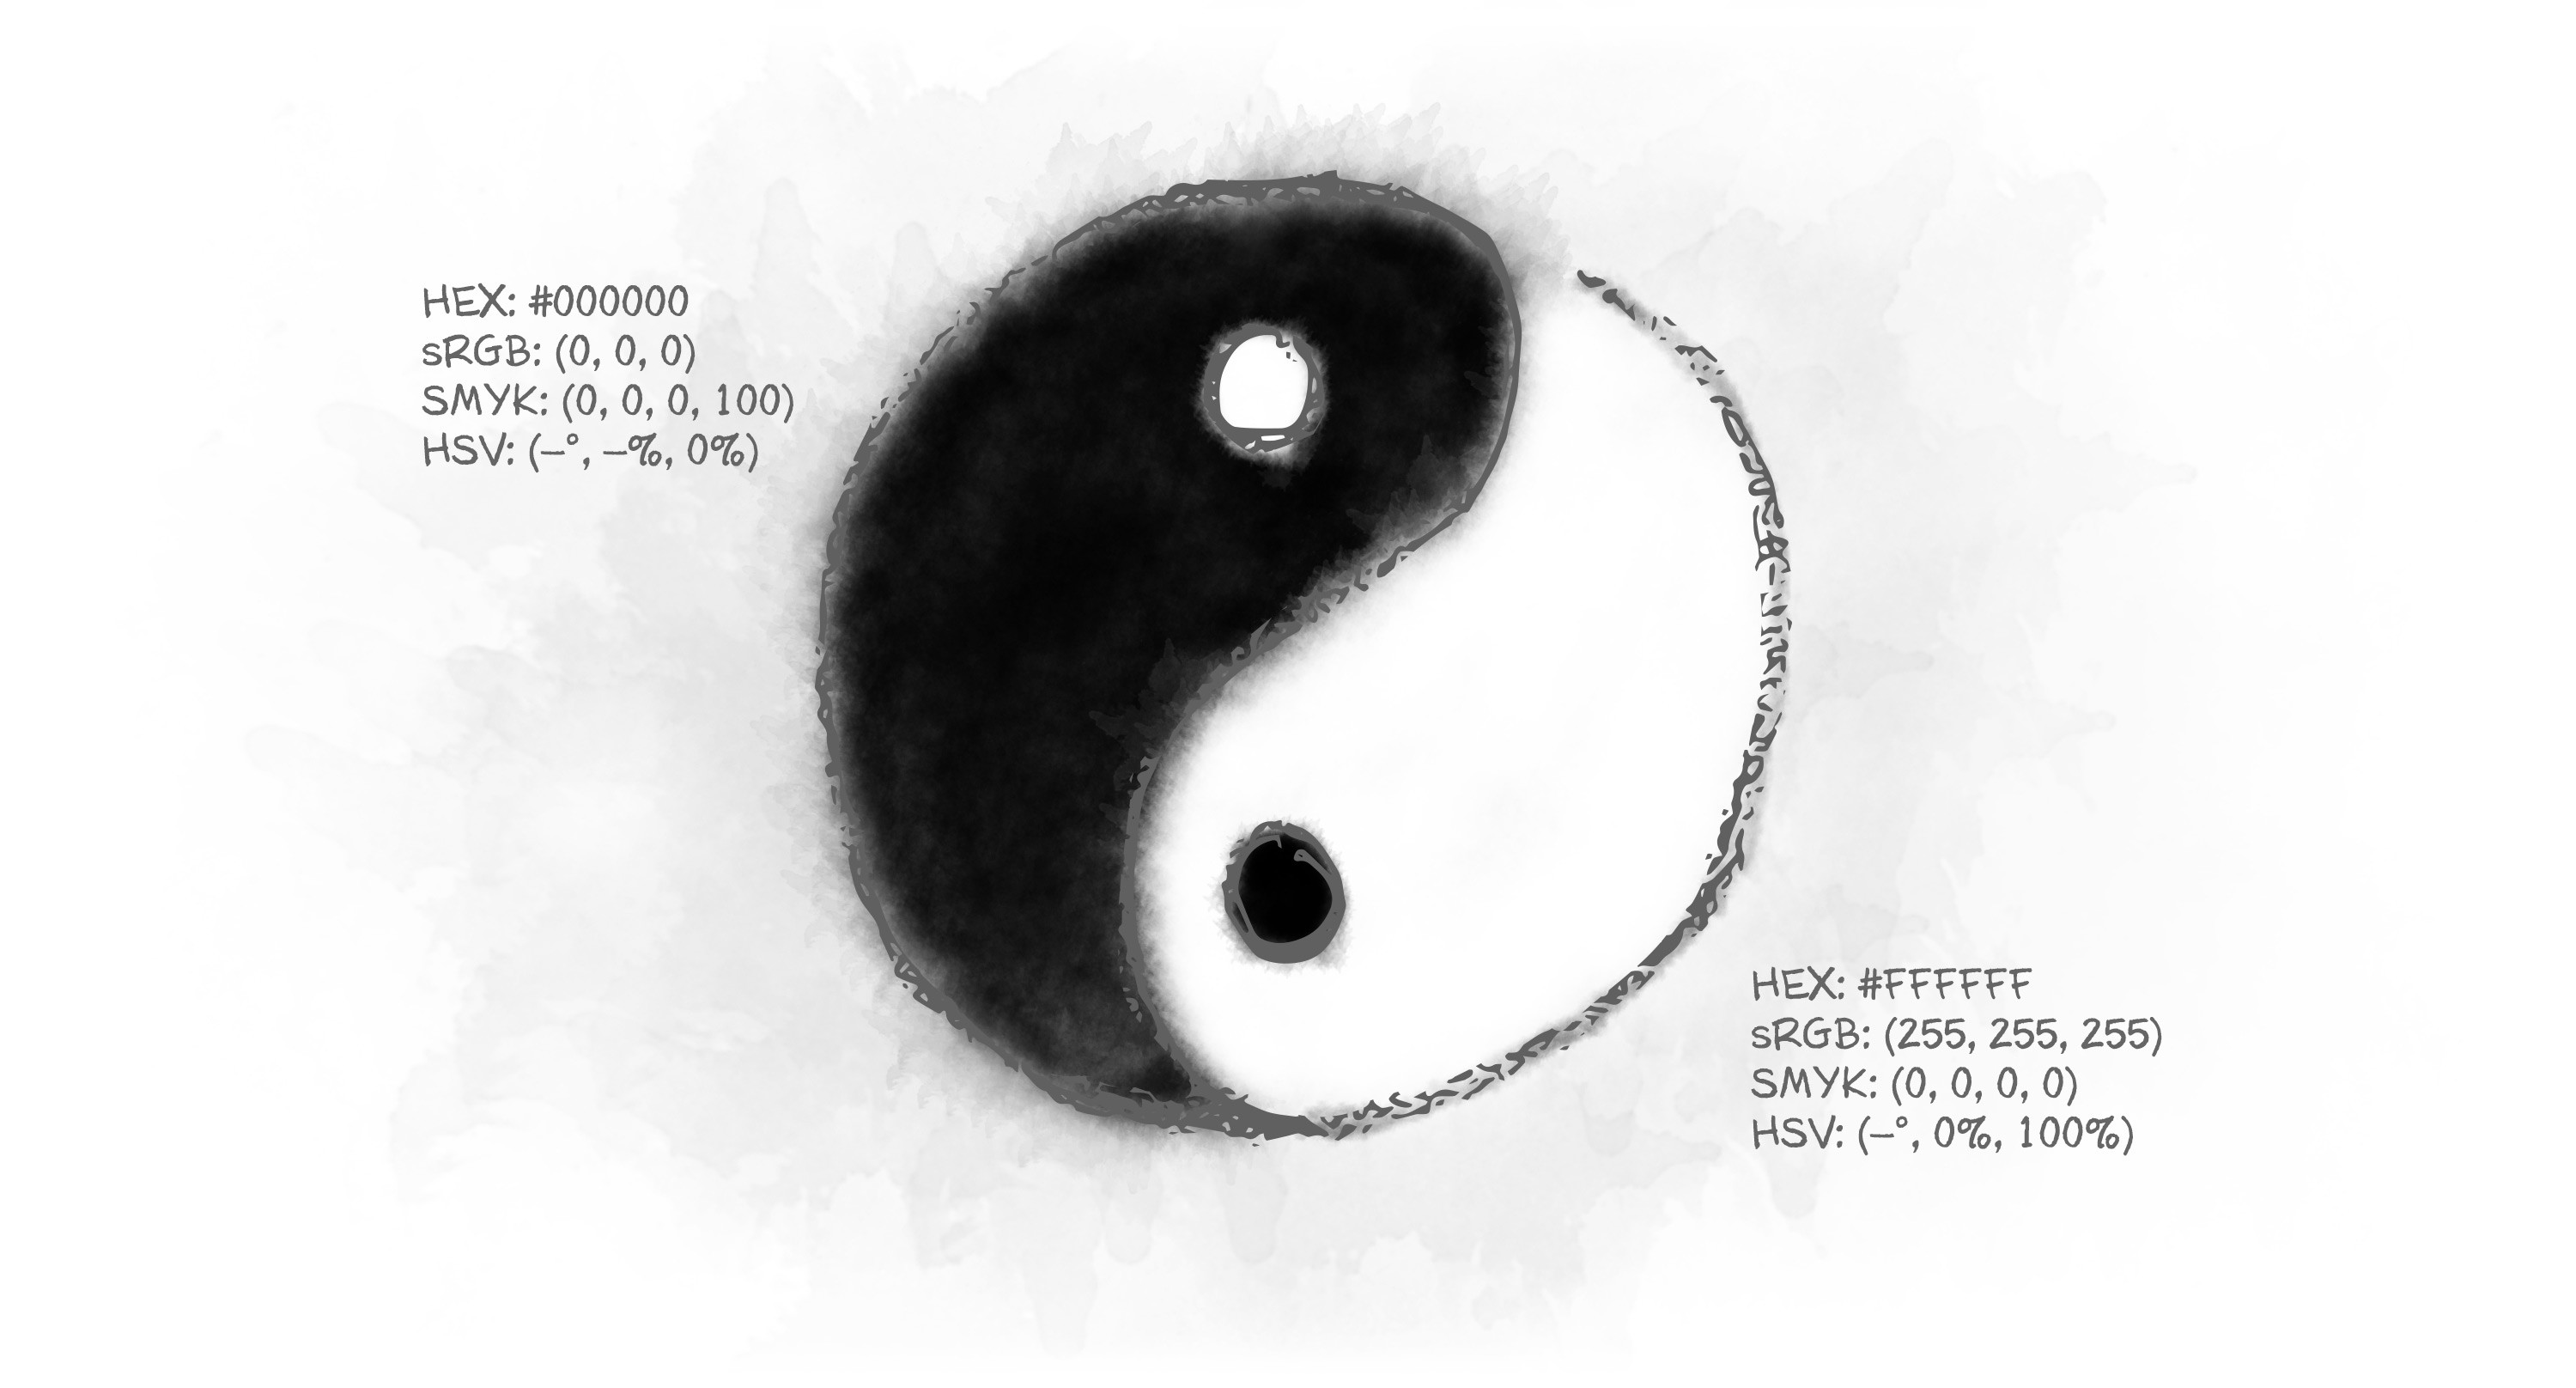 HEX: #000000
sRGB: (0, 0, 0)
SMYK: (0, 0, 0, 100)
HSV: (–°, –%, 0%)
HEX: #FFFFFF
sRGB: (255, 255, 255)
SMYK: (0, 0, 0, 0)
HSV: (–°, 0%, 100%)